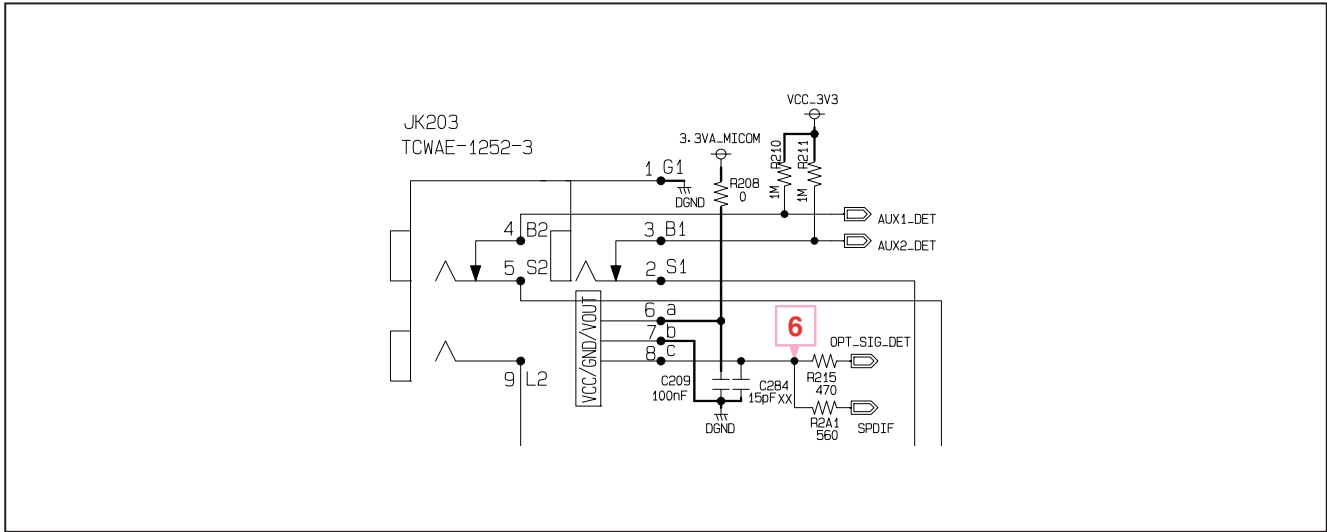 JK203
TCWAE-1252-3
VCC_3V3
3.3VA_MICOM
R210
1M
R211
1M
1 G1
DGND
R208
0
AUX1_DET
4 B2
3 B1
AUX2_DET
5 S2
2 S1
VCC/GND/VOUT
6 a
7 b
8 c
6
OPT_SIG_DET
R215
470
C209
100nF
C284
15pF XX
9 L2
DGND
R2A1
560
SPDIF